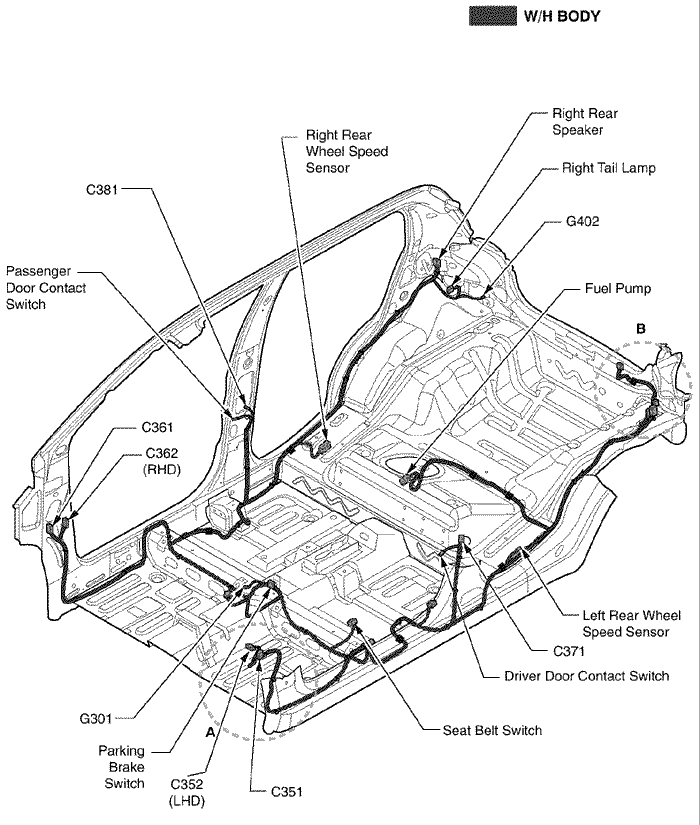 W/H BODY
Right Rear
Speaker
Right Rear
Wheel Speed
Sensor
Right Tail Lamp
C381
G402
Passenger
Door Contact
Switch
Fuel Pump
B
C361
C362
(RHD)
Left Rear Wheel
Speed Sensor
C371
Driver Door Contact Switch
G301
A
Seat Belt Switch
Parking
Brake
Switch
C352
(LHD)
C351